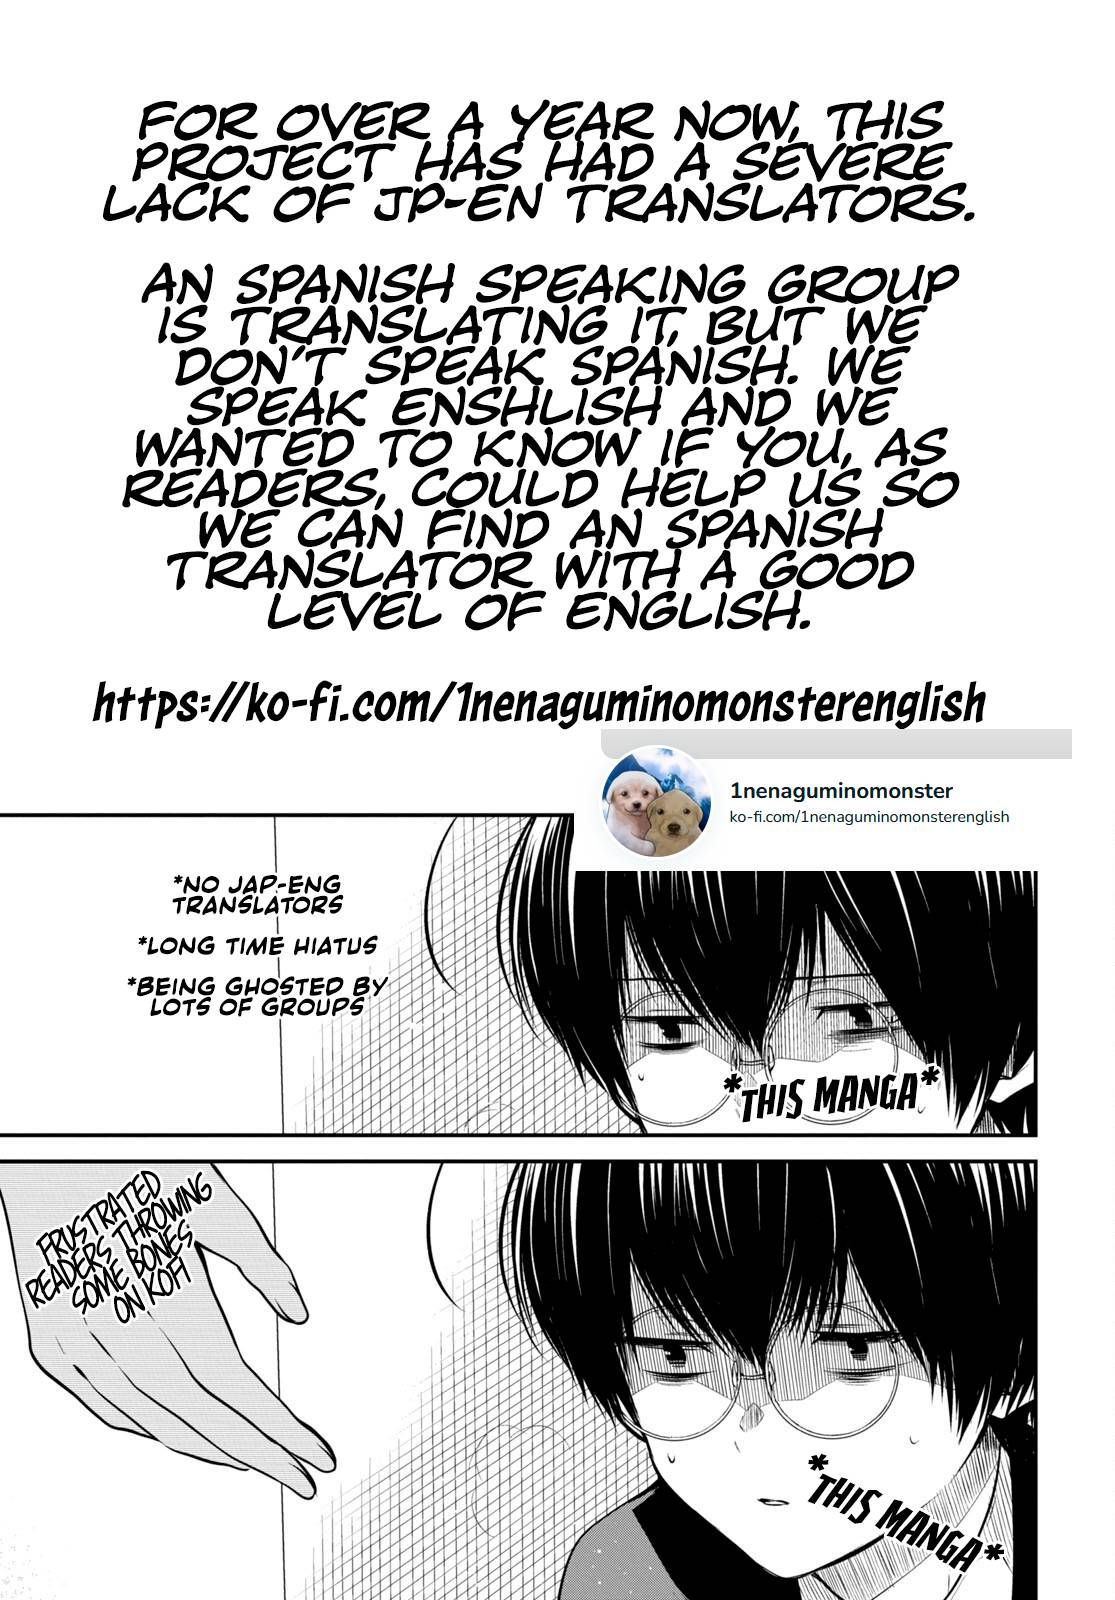 FOR OVER A YEAR NOW, THIS
PROJECT HAS HAD A SEVERE
LACK OF JP-EN TRANSLATORS.
AN SPANISH SPEAKING GROUP
IS TRANSLATING IT, BUT WE
DON'T SPEAK SPANISH. WE
SPEAK ENSHLISH AND WE
WANTED TO KNOW IF YOU, AS
READERS, COULD HELP US SO
WE CAN FIND AN SPANISH
TRANSLATOR WITH A GOOD
LEVEL OF ENGLISH.
https://ko-fi.com/1nenaguminomonsterenglish
1nenaguminomonster
ko-fi.com/1nenaguminomonsterenglish
*NO JAP-ENG
TRANSLATORS
*LONG TIME HIATUS
*BEING GHOSTED BY
LOTS OF GROUPS
*THIS MANGA*
FRUSTRATED
READERS THROWING
SOME BONES
ON KOFI
*THIS MANGA*